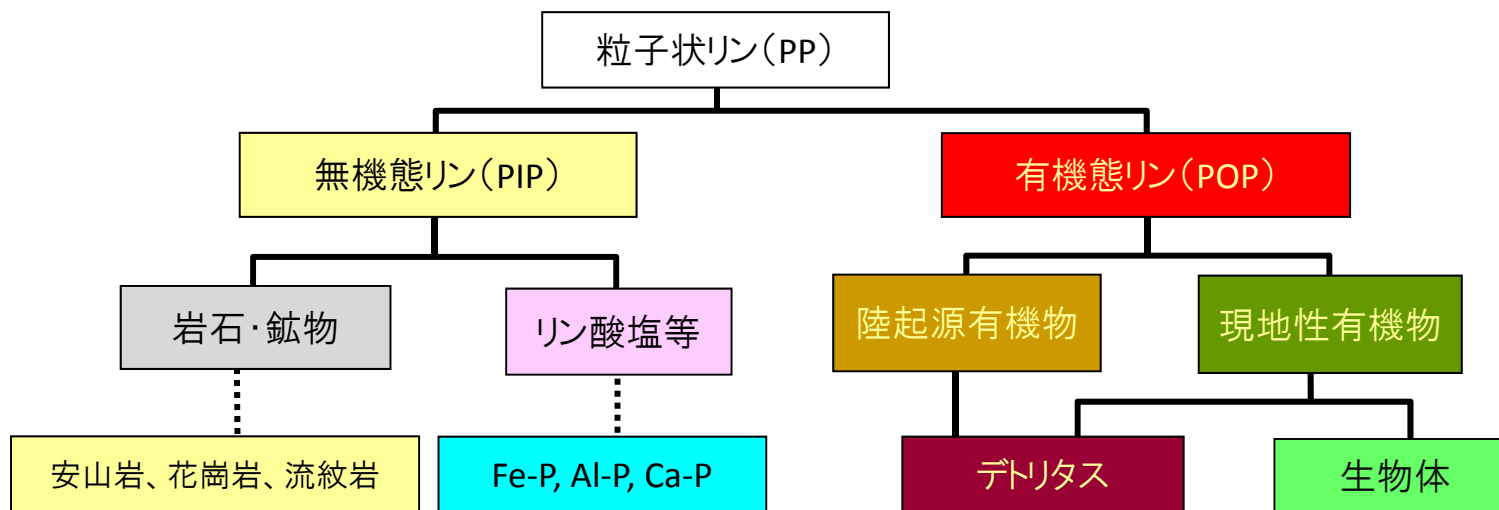 粒子状リン（PP）
無機態リン（PIP）
有機態リン（POP）
岩石・鉱物
リン酸塩等
陸起源有機物
現地性有機物
安山岩、花崗岩、流紋岩
Fe-P, Al-P, Ca-P
デトリタス
生物体